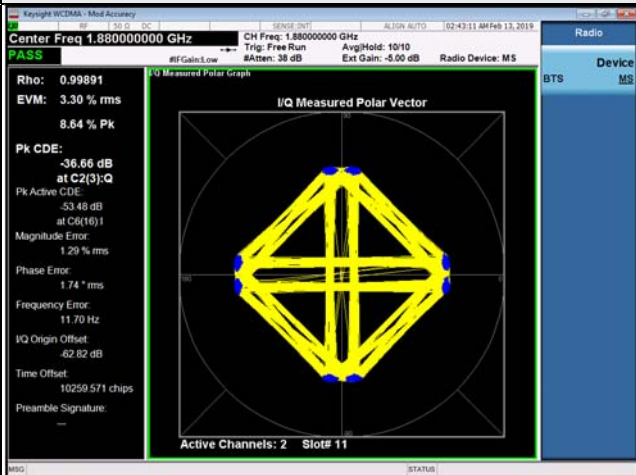 Keysight WCDMA - Mod Accuracy
RF 50 Ω DC SENSE:INT ALIGN AUTO 02:43:11 AM Feb 13, 2019
Center Freq 1.880000000 GHz
CH Freq: 1.880000000 GHz
Trig: Free Run Avg|Hold: 10/10
PASS
#IFGain:Low #Atten: 38 dB Ext Gain: -5.00 dB Radio Device: MS
Radio
Device
BTS MS
Rho: 0.99891
EVM: 3.30 % rms
8.64 % Pk
Pk CDE:
-36.66 dB
at C2(3):Q
Pk Active CDE:
-53.48 dB
at C6(16):I
Magnitude Error:
1.29 % rms
Phase Error:
1.74 ° rms
Frequency Error:
11.70 Hz
I/Q Origin Offset:
-62.82 dB
Time Offset:
10259.571 chips
Preamble Signature:
---
I/Q Measured Polar Graph
I/Q Measured Polar Vector
90
180
0
-90
Active Channels: 2 Slot# 11
MSG STATUS